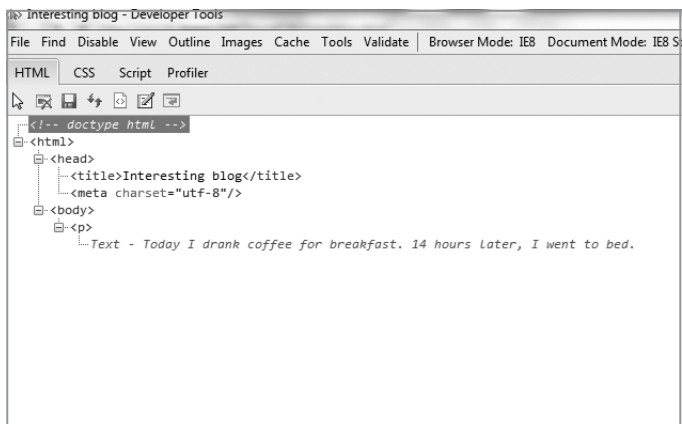 Interesting blog - Developer Tools
File Find Disable View Outline Images Cache Tools Validate Browser Mode: IE8 Document Mode: IE8
HTML CSS Script Profiler
<!-- doctype html -->
<html>
<head>
<title>Interesting blog</title>
<meta charset="utf-8"/>
<body>
<p>
Text - Today I drank coffee for breakfast. 14 hours later, I went to bed.